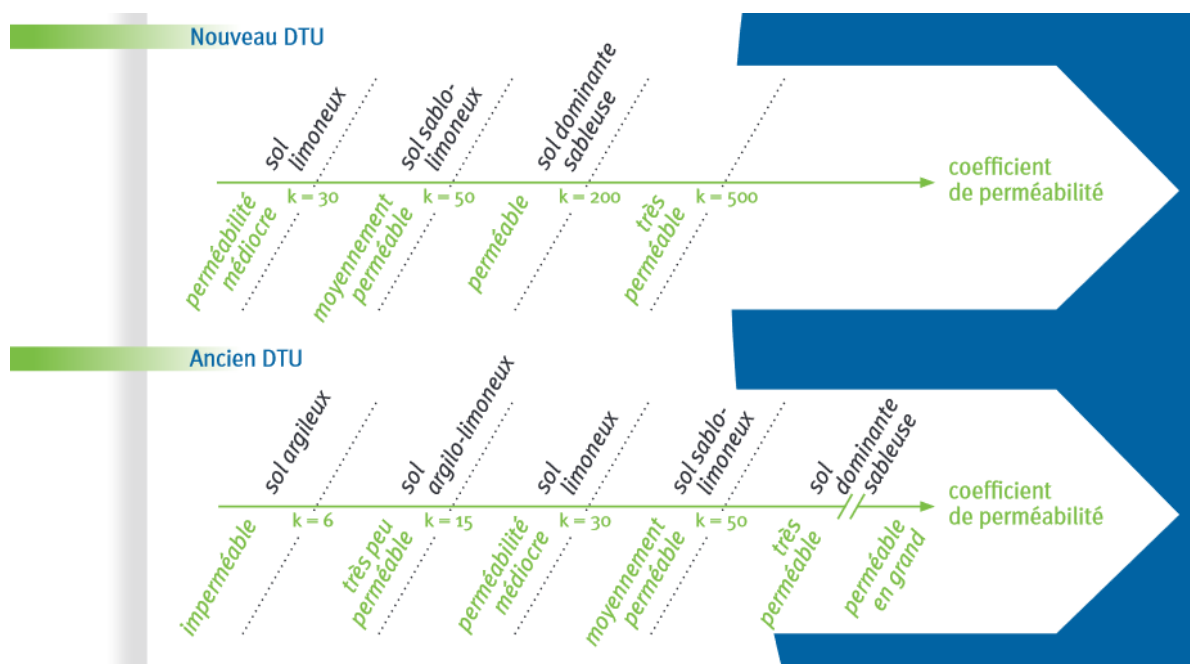 Nouveau DTU
sol
limoneux
sol sablo-
limoneux
sol dominante
sableuse
k = 30
k = 50
k = 200
k = 500
coefficient
de perméabilité
perméabilité
médiocre
moyennement
perméable
perméable
très
perméable
Ancien DTU
sol argileux
sol
argilo-limoneux
sol
limoneux
sol sablo-
limoneux
sol
dominante
sableuse
k = 6
k = 15
k = 30
k = 50
coefficient
de perméabilité
imperméable
très peu
perméable
perméabilité
médiocre
moyennement
perméable
très
perméable
perméable
en grand